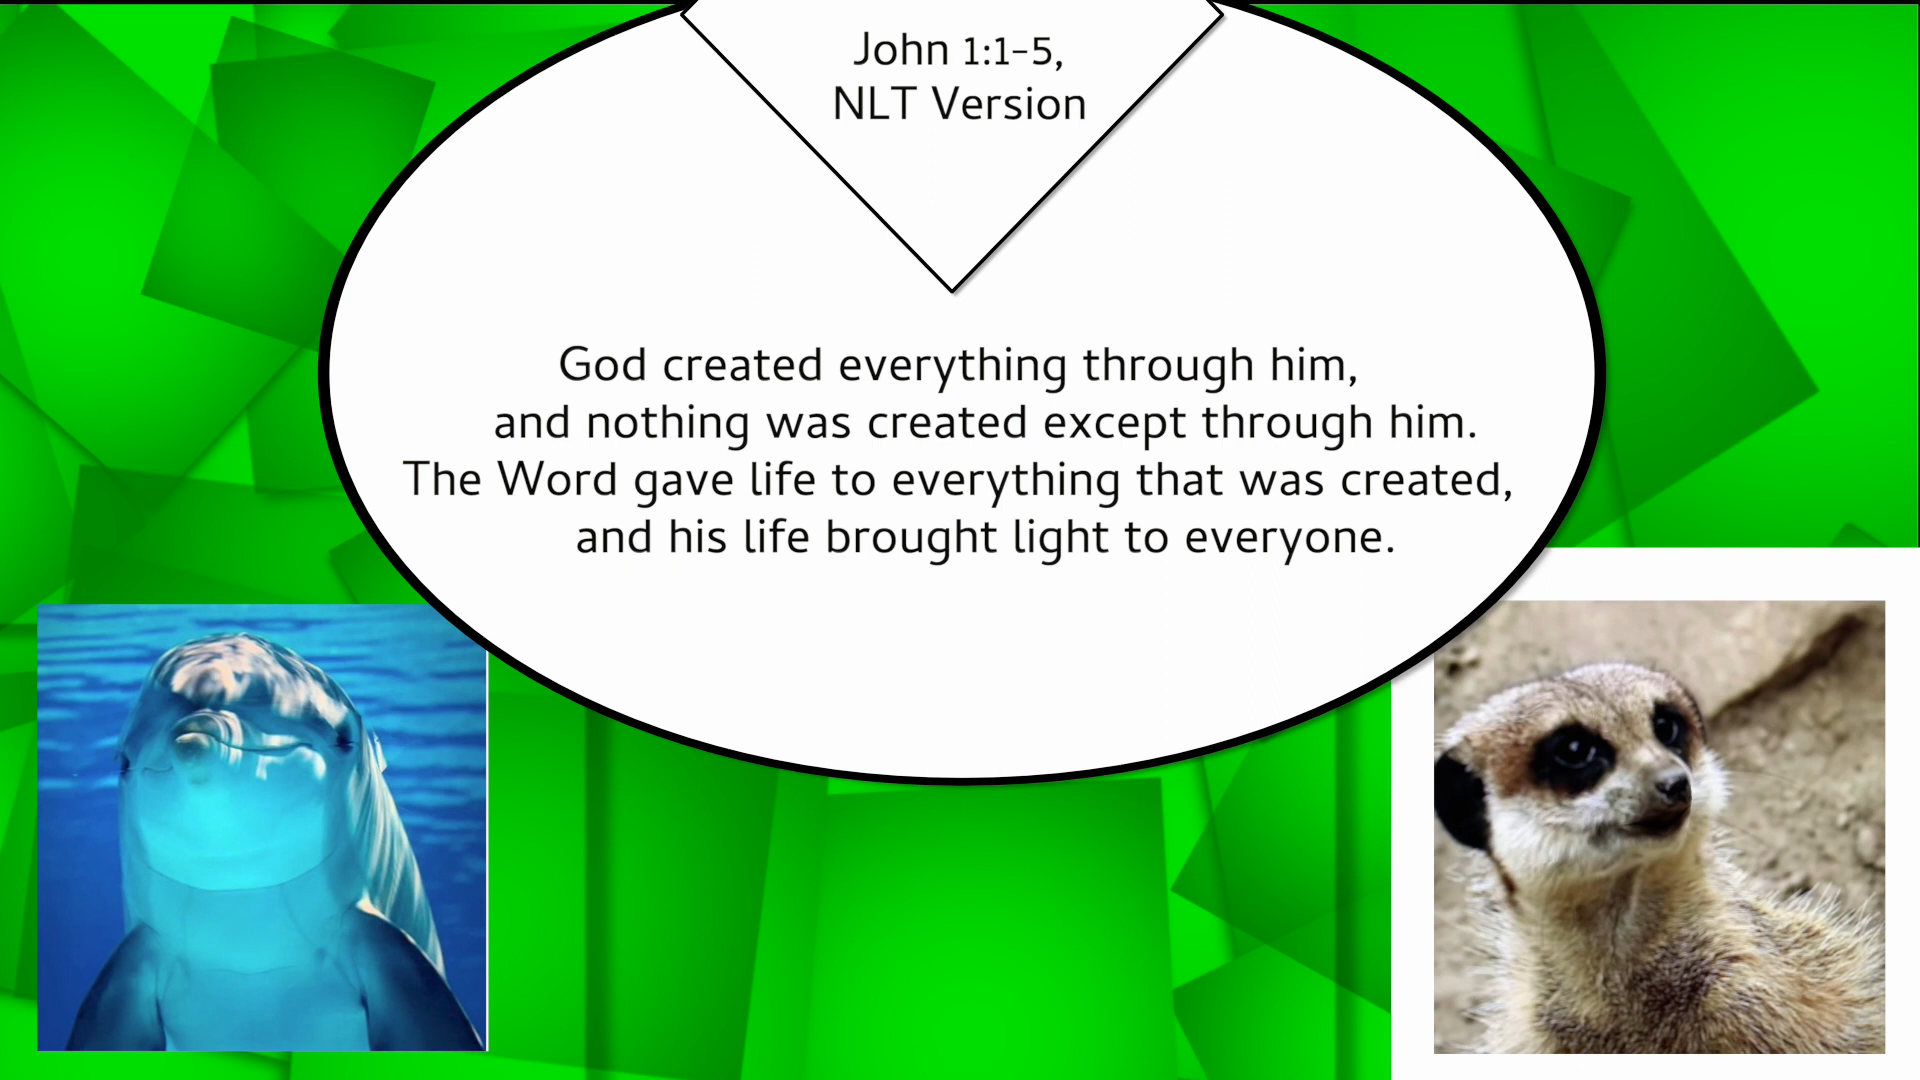 John 1:1-5,
NLT Version
God created everything through him,
and nothing was created except through him.
The Word gave life to everything that was created,
and his life brought light to everyone.